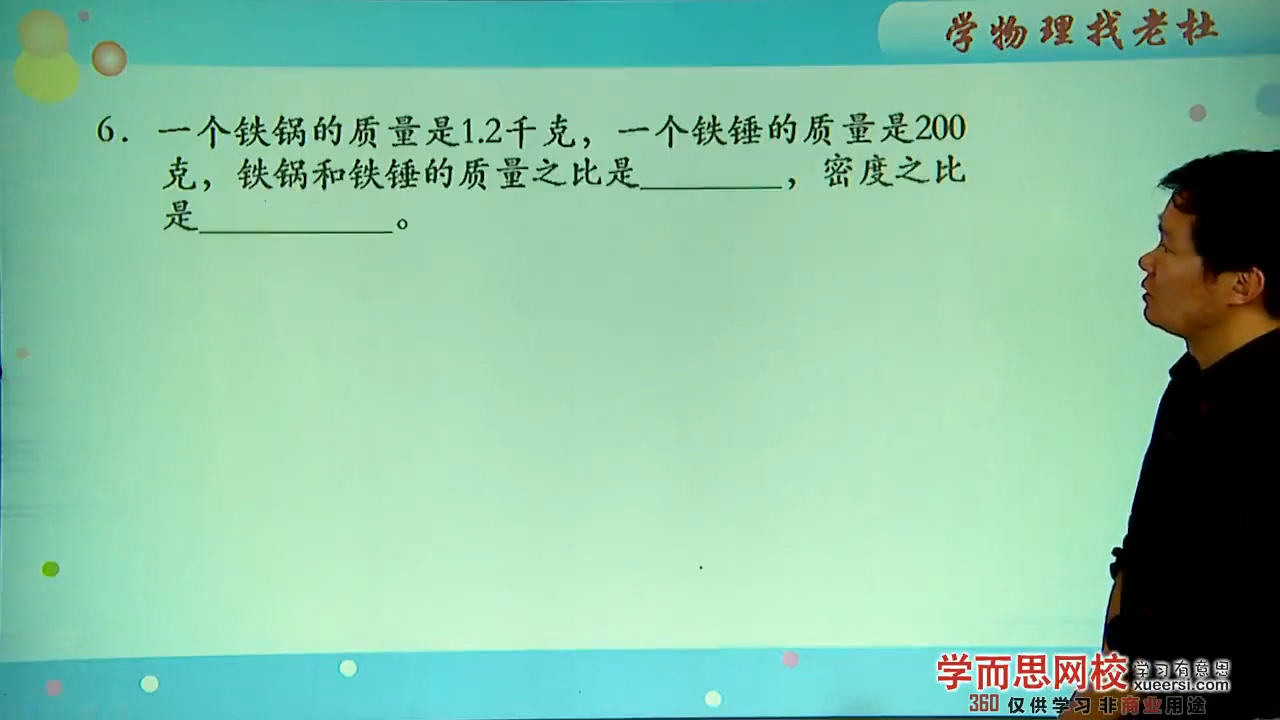 学物理找老杜
6. 一个铁锅的质量是1.2千克，一个铁锤的质量是200
克，铁锅和铁锤的质量之比是________，密度之比
是___________。
学而思网校 学习有意思
xueersi.com
360 仅供学习 非商业用途